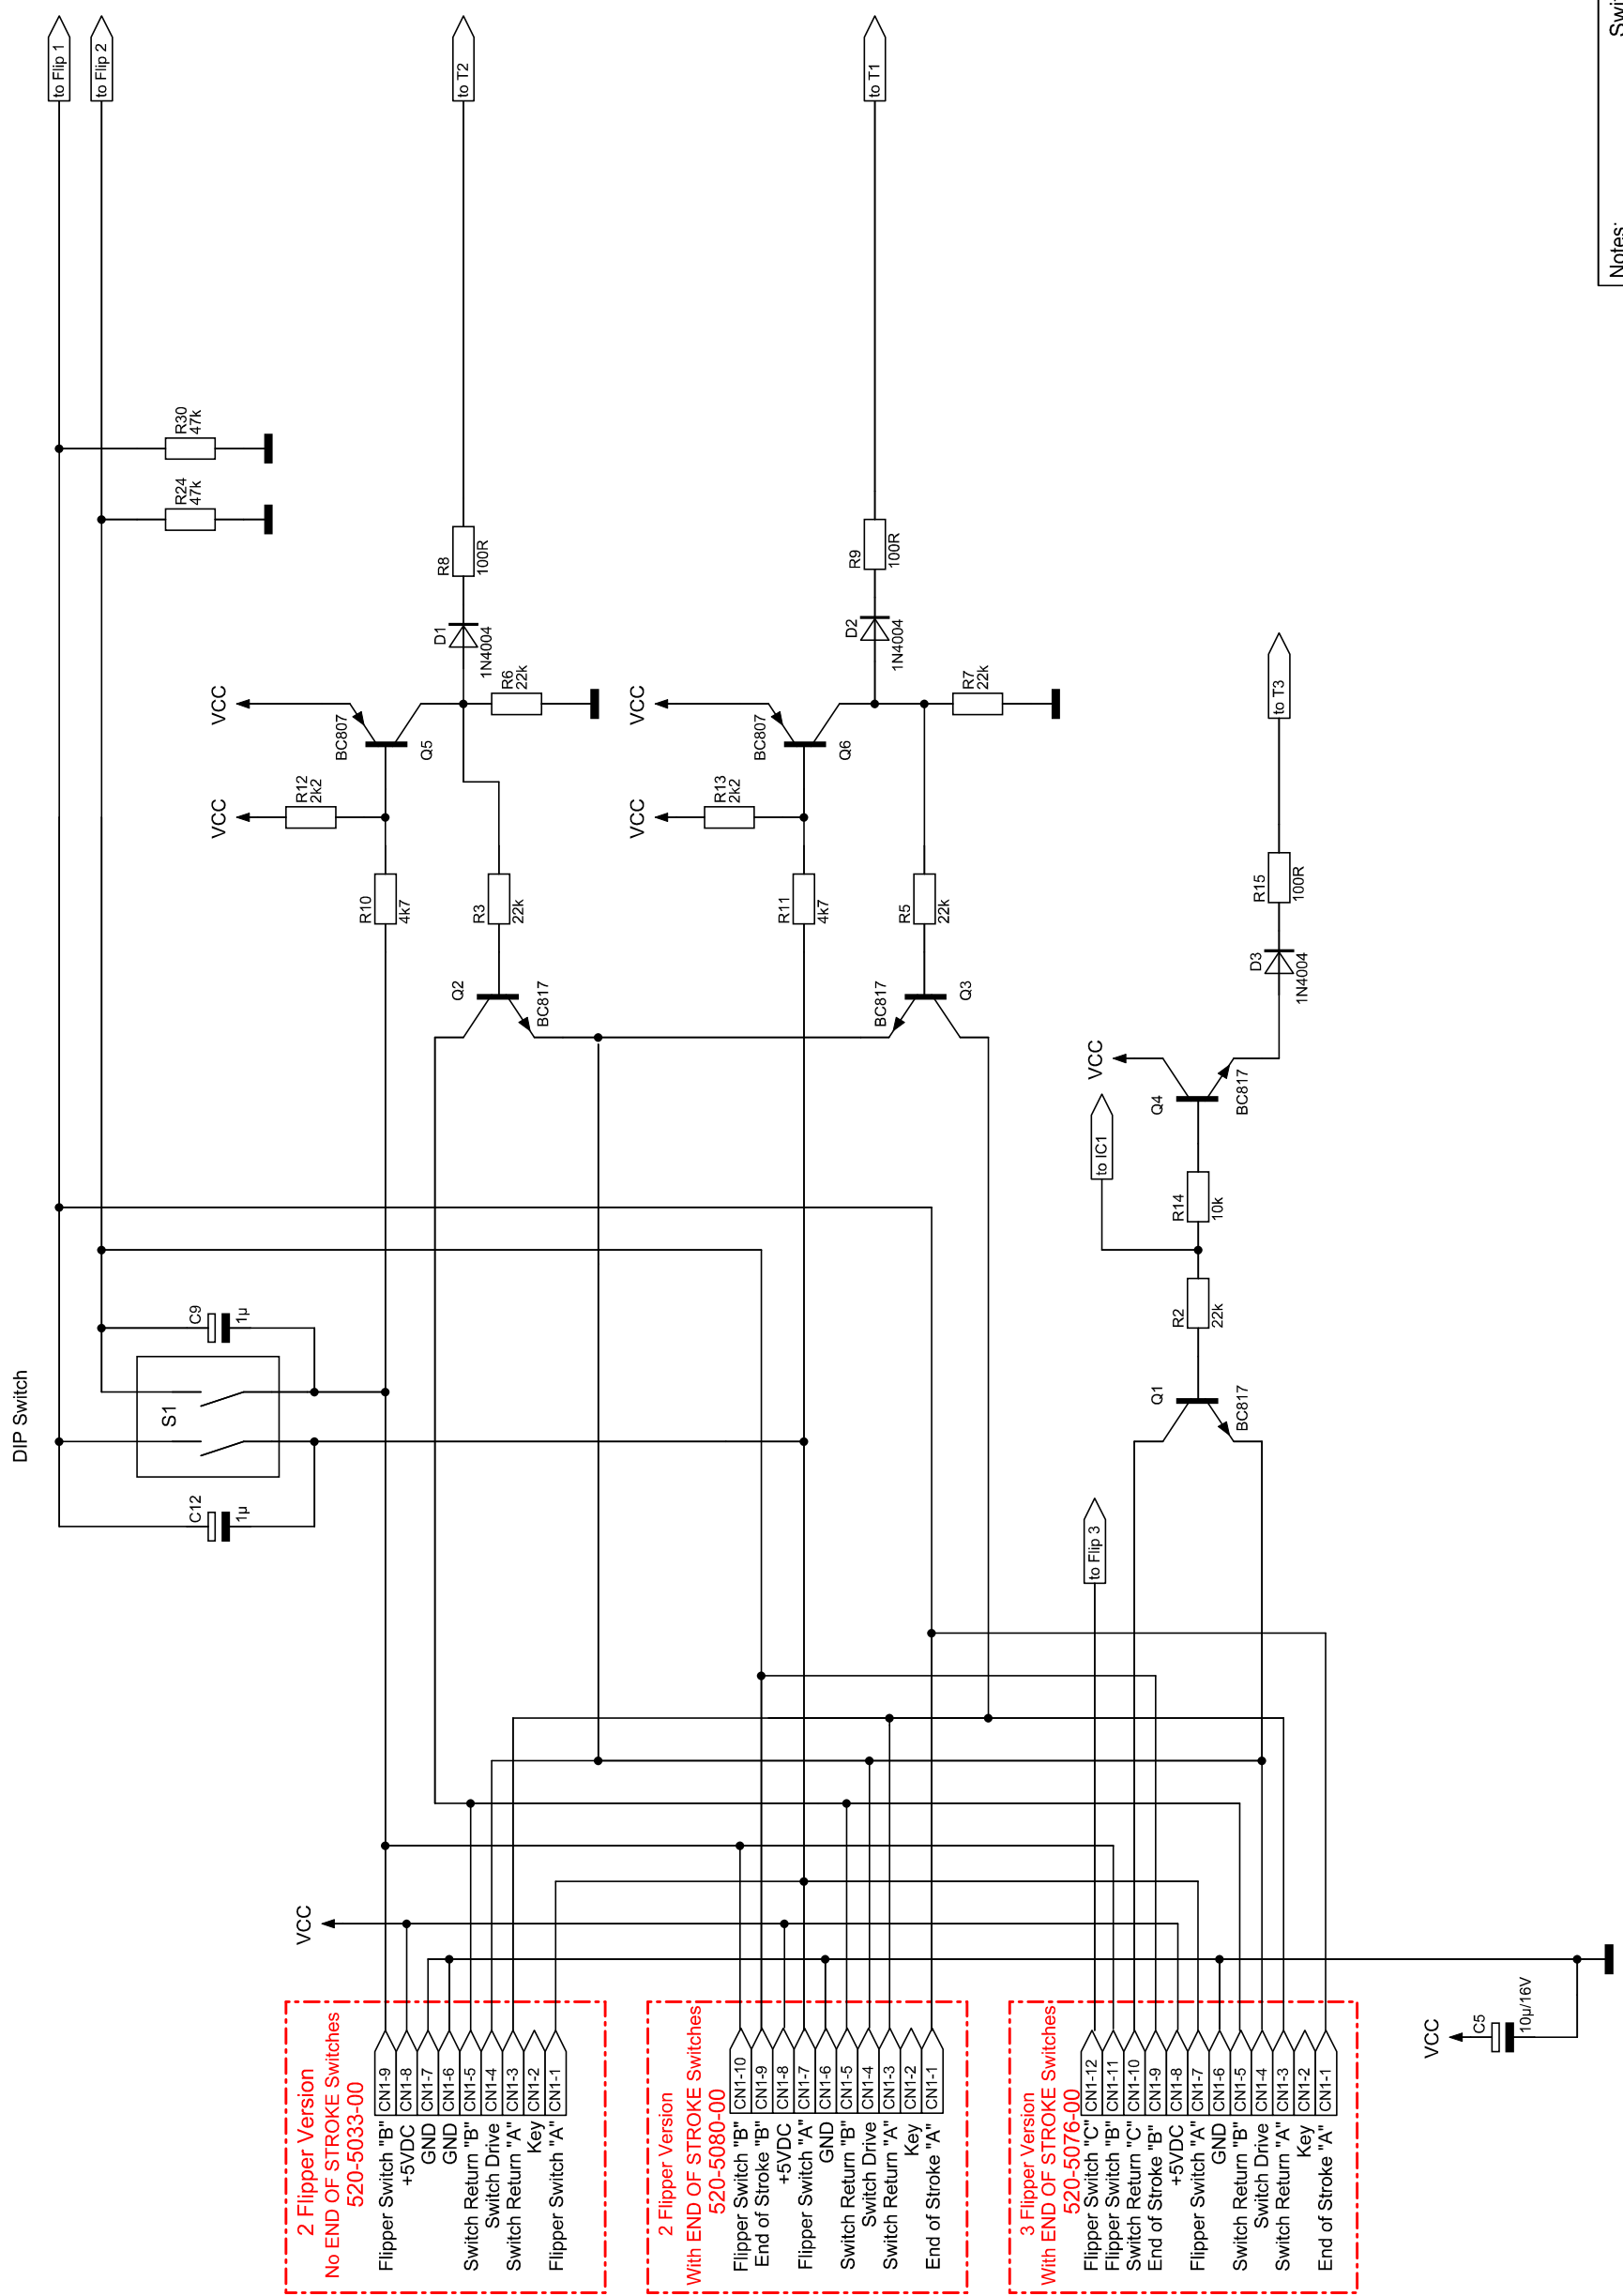 DIP Switch
to Flip 1
to Flip 2
to T2
to T1
R30
47k
R24
47k
R8
100R
D1
1N4004
R9
100R
D2
1N4004
VCC
BC807
Q5
R6
22k
VCC
BC807
Q6
R7
22k
to T3
VCC
R12
2k2
VCC
R13
2k2
R10
4k7
R3
22k
R11
4k7
R5
22k
R15
100R
D3
1N4004
Q2
BC817
BC817
Q3
VCC
Q4
BC817
to IC1
R14
10k
R2
22k
C9
1µ
S1
C12
1µ
Q1
BC817
to Flip 3
VCC
2 Flipper Version
No END OF STROKE Switches
520-5033-00
Flipper Switch "B" CN1-9
+5VDC CN1-8
GND CN1-7
GND CN1-6
Switch Return "B" CN1-5
Switch Drive CN1-4
Switch Return "A" CN1-3
Key CN1-2
Flipper Switch "A" CN1-1
2 Flipper Version
With END OF STROKE Switches
520-5080-00
Flipper Switch "B" CN1-10
End of Stroke "B" CN1-9
+5VDC CN1-8
Flipper Switch "A" CN1-7
GND CN1-6
Switch Return "B" CN1-5
Switch Drive CN1-4
Switch Return "A" CN1-3
Key CN1-2
End of Stroke "A" CN1-1
3 Flipper Version
With END OF STROKE Switches
520-5076-00
Flipper Switch "C" CN1-12
Flipper Switch "B" CN1-11
Switch Return "C" CN1-10
End of Stroke "B" CN1-9
+5VDC CN1-8
Flipper Switch "A" CN1-7
GND CN1-6
Switch Return "B" CN1-5
Switch Drive CN1-4
Switch Return "A" CN1-3
Key CN1-2
End of Stroke "A" CN1-1
VCC
C5
10µ/16V
Notes: